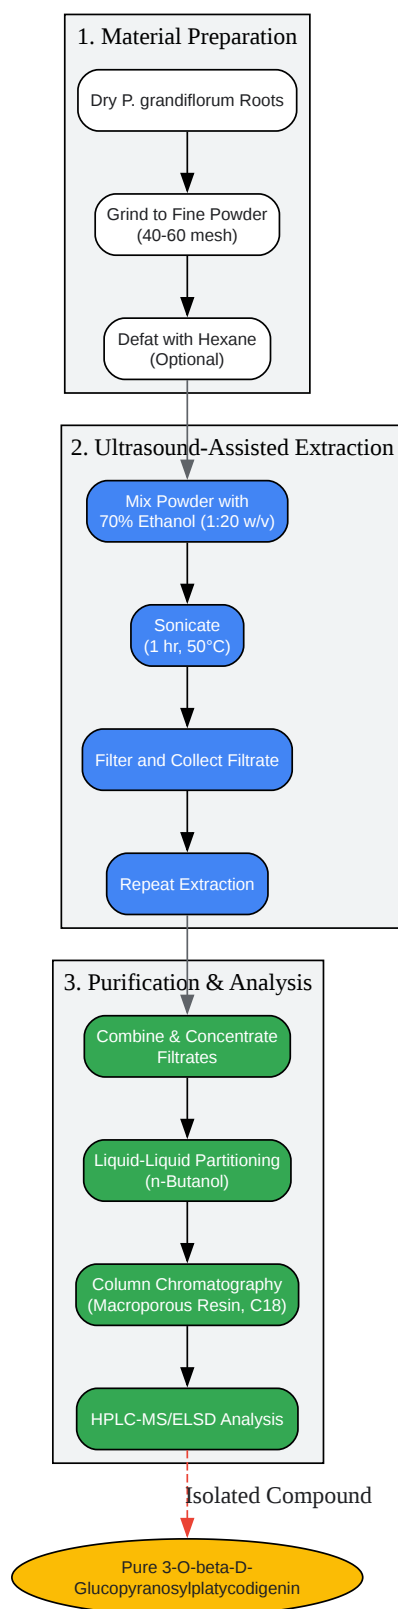 1. Material Preparation
Dry P. grandiflorum Roots
Grind to Fine Powder
(40-60 mesh)
Defat with Hexane
(Optional)
2. Ultrasound-Assisted Extraction
Mix Powder with
70% Ethanol (1:20 w/v)
Sonicate
(1 hr, 50°C)
Filter and Collect Filtrate
Repeat Extraction
3. Purification & Analysis
Combine & Concentrate
Filtrates
Liquid-Liquid Partitioning
(n-Butanol)
Column Chromatography
(Macroporous Resin, C18)
HPLC-MS/ELSD Analysis
Isolated Compound
Pure 3-O-beta-D-
Glucopyranosylplatycodigenin